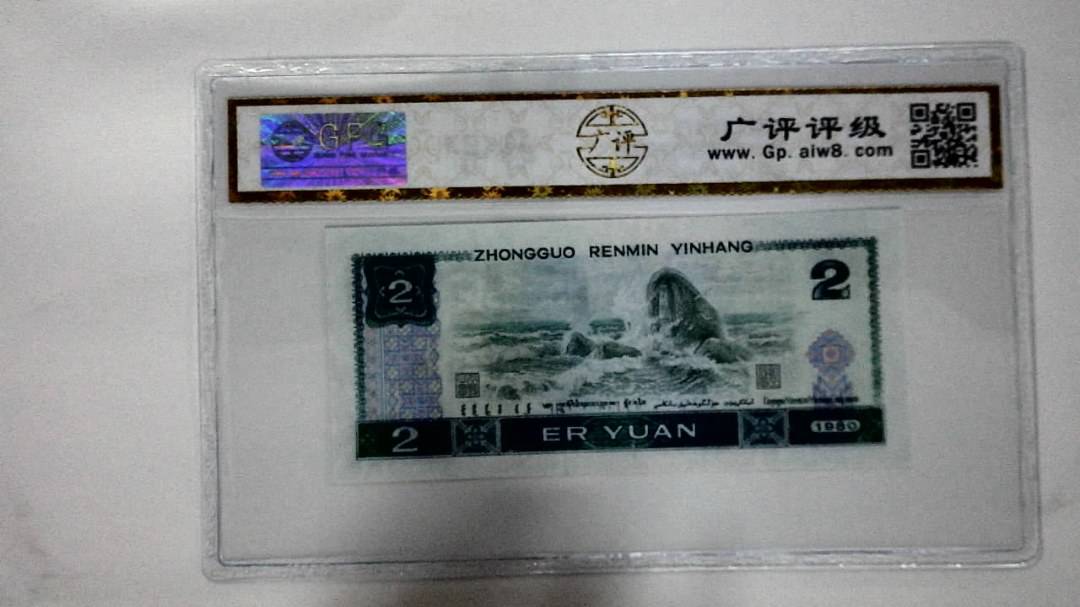 GPG
广评
广评评级
www. Gp. aiw8. com
ZHONGGUO RENMIN YINHANG
2
2
2
ER YUAN
1980